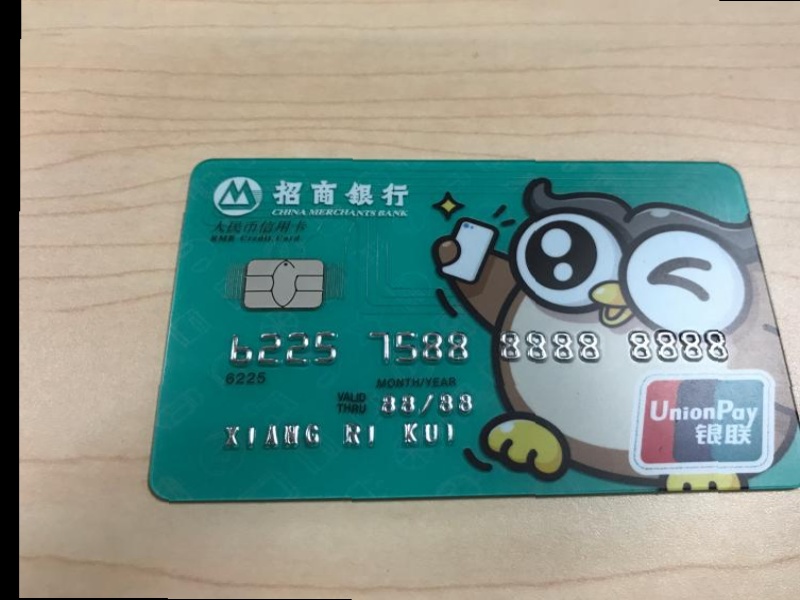 招商银行
CHINA MERCHANTS BANK
人民币信用卡
RMB Credit Card
6225 7588 8888 8888
6225
MONTH/YEAR
VALID THRU 88/88
XIANG RI KUI
UnionPay
银联